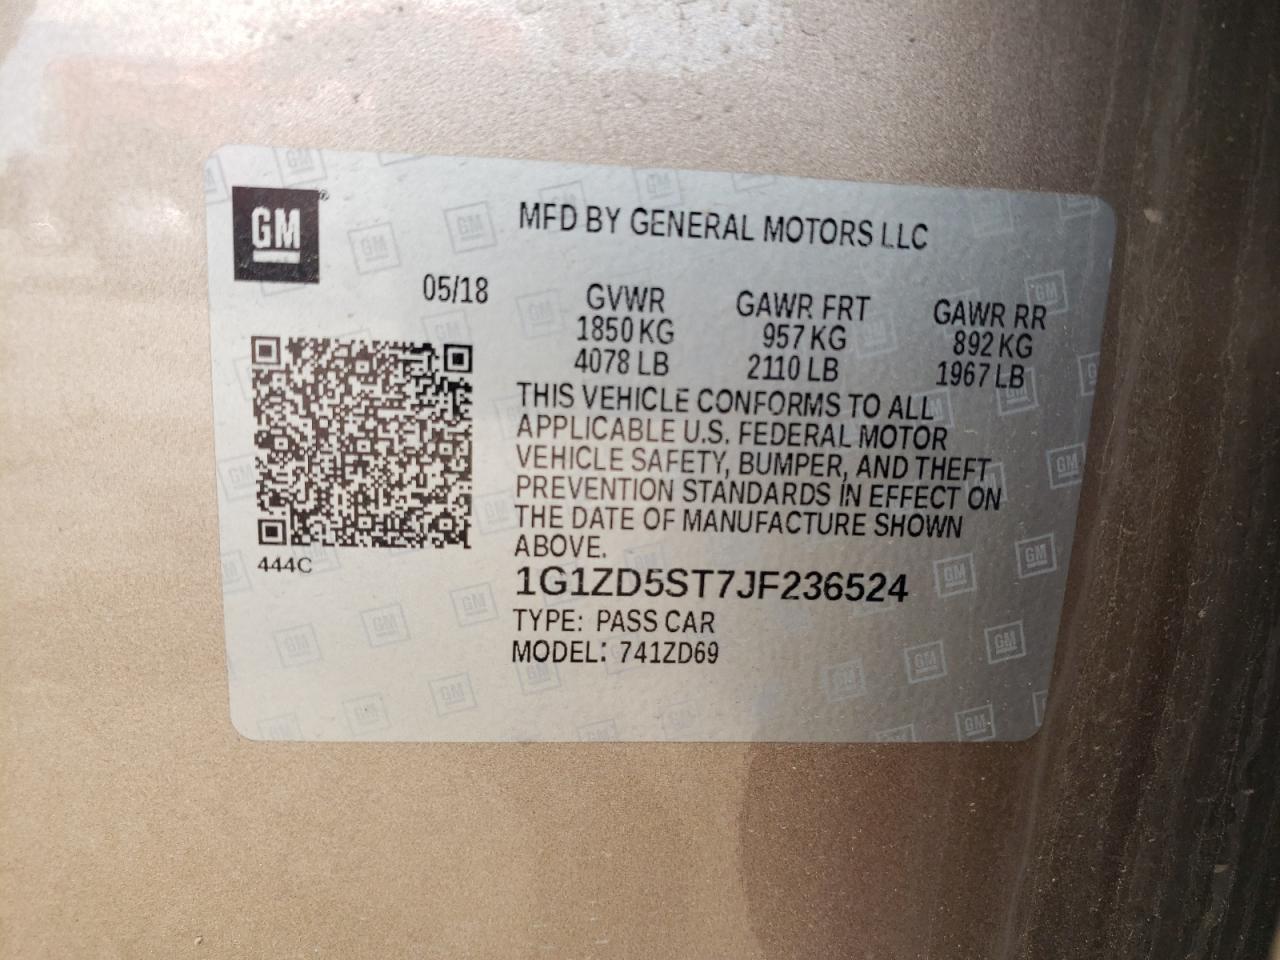 GM®
MFD BY GENERAL MOTORS LLC
05/18
GVWR GAWR FRT GAWR RR
1850 KG 957 KG 892 KG
4078 LB 2110 LB 1967 LB
THIS VEHICLE CONFORMS TO ALL
APPLICABLE U.S. FEDERAL MOTOR
VEHICLE SAFETY, BUMPER, AND THEFT
PREVENTION STANDARDS IN EFFECT ON
THE DATE OF MANUFACTURE SHOWN
ABOVE.
444C
1G1ZD5ST7JF236524
TYPE: PASS CAR
MODEL: 741ZD69